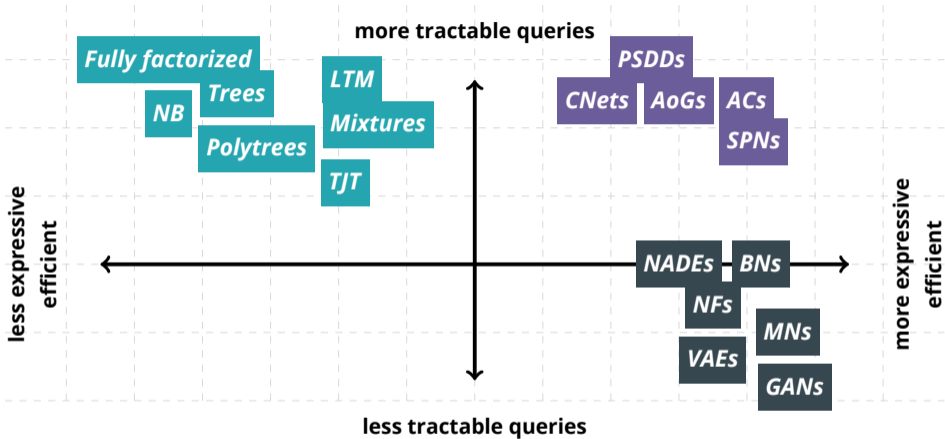 more tractable queries
Fully factorized
Trees
NB
Polytrees
LTM
Mixtures
TJT
PSDDs
CNets
AoGs
ACs
SPNs
less expressive
efficient
more expressive
efficient
NADEs
BNs
NFs
MNs
VAEs
GANs
less tractable queries